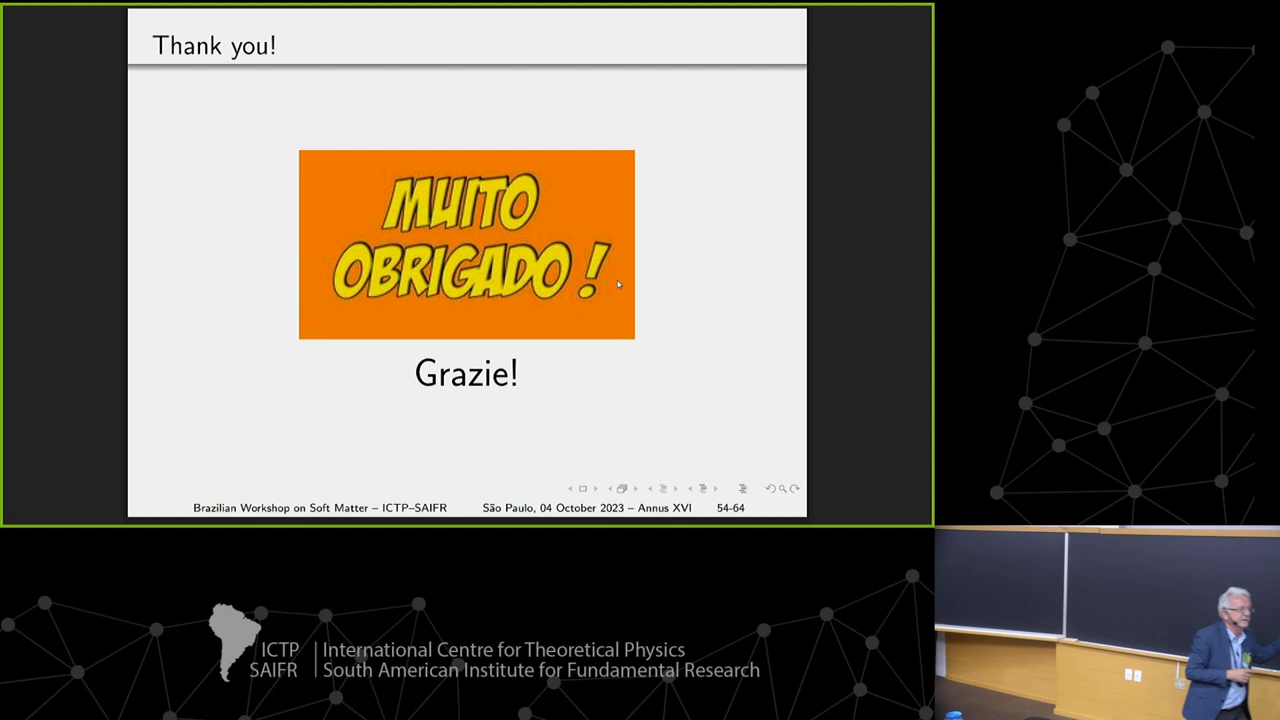 Thank you!
MUITO
OBRIGADO !
Grazie!
Brazilian Workshop on Soft Matter – ICTP–SAIFR São Paulo, 04 October 2023 – Annus XVI 54-64
ICTP International Centre for Theoretical Physics
SAIFR South American Institute for Fundamental Research